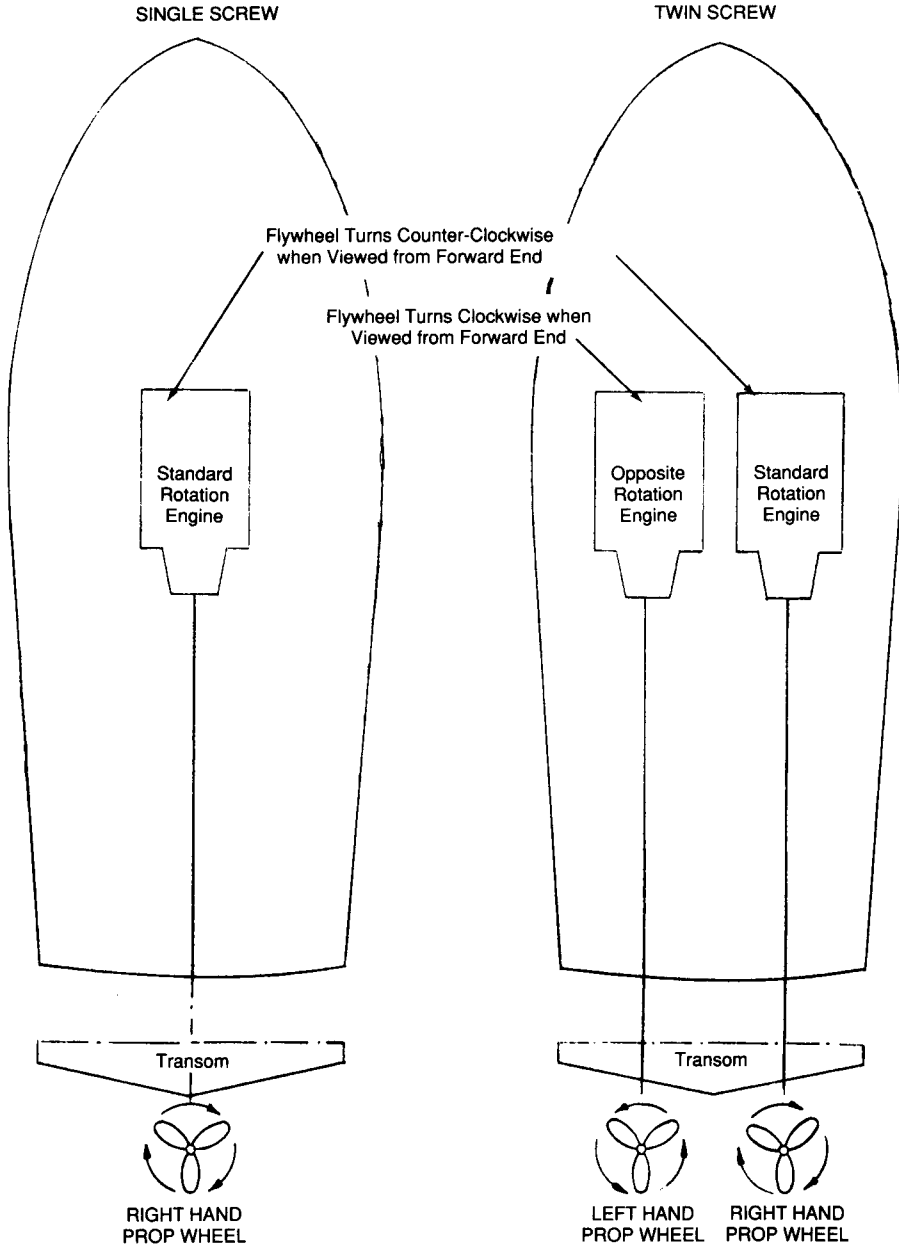 SINGLE SCREW
TWIN SCREW
Flywheel Turns Counter-Clockwise
when Viewed from Forward End
Flywheel Turns Clockwise when
Viewed from Forward End
Standard
Rotation
Engine
Opposite
Rotation
Engine
Standard
Rotation
Engine
Transom
Transom
RIGHT HAND
PROP WHEEL
LEFT HAND
PROP WHEEL
RIGHT HAND
PROP WHEEL